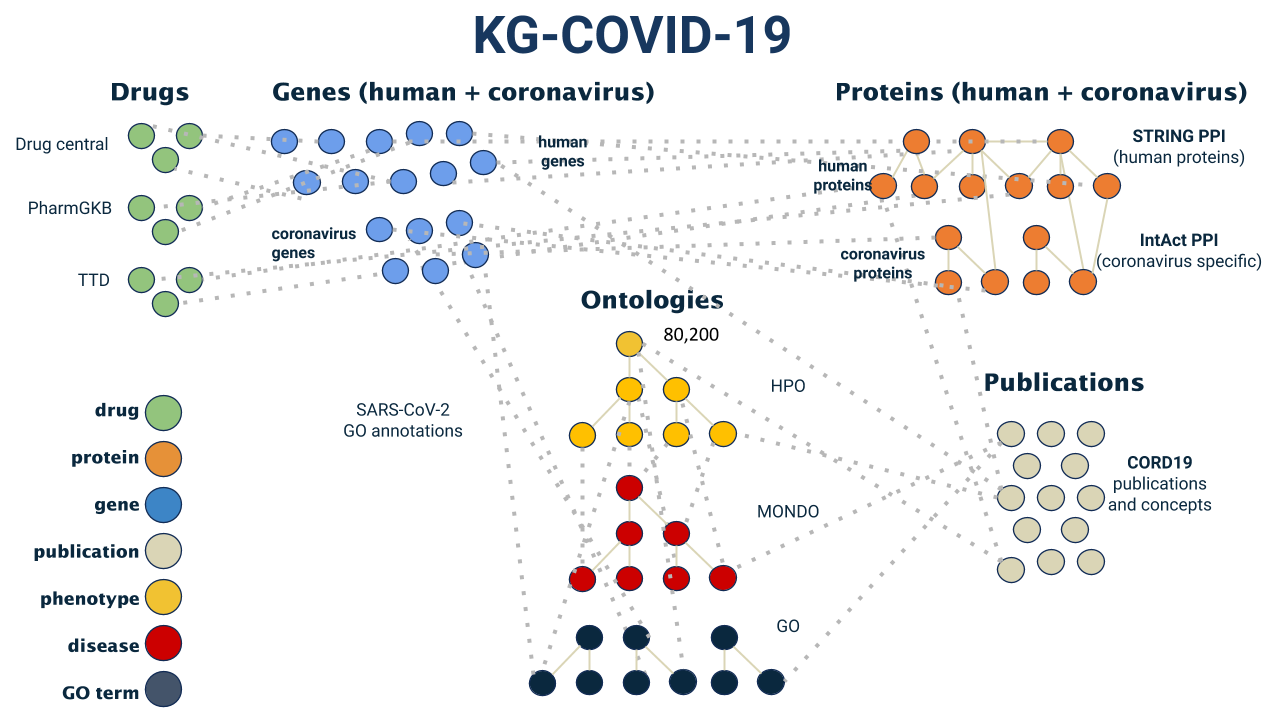 KG-COVID-19
Drugs
Genes (human + coronavirus)
Proteins (human + coronavirus)
Drug central
PharmGKB
TTD
human
genes
coronavirus
genes
human
proteins
coronavirus
proteins
STRING PPI
(human proteins)
IntAct PPI
(coronavirus specific)
Ontologies
80,200
HPO
MONDO
GO
SARS-CoV-2
GO annotations
Publications
CORD19
publications
and concepts
drug
protein
gene
publication
phenotype
disease
GO term